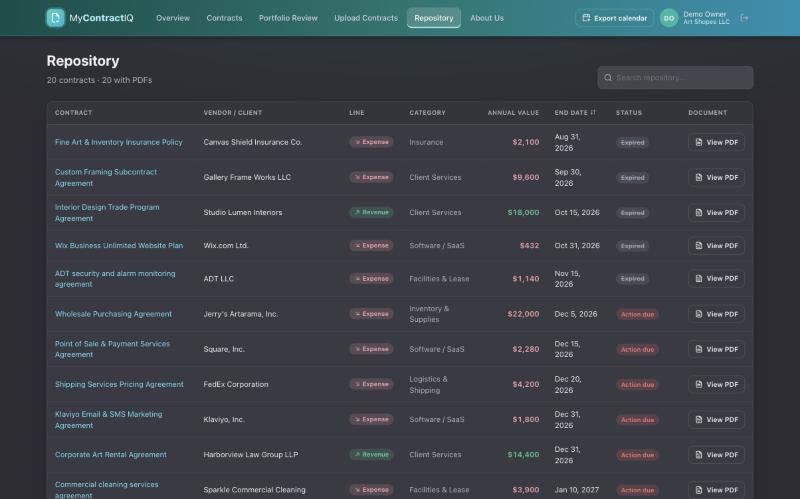 MyContractIQ Overview Contracts Portfolio Review Upload Contracts Repository About Us Export calendar DO Demo Owner
Art Shopee LLC
Repository
20 contracts · 20 with PDFs
Search repository...
CONTRACT VENDOR / CLIENT LINE CATEGORY ANNUAL VALUE END DATE STATUS DOCUMENT
Fine Art & Inventory Insurance Policy Canvas Shield Insurance Co. Expense Insurance $2,100 Aug 31,
2026 Expired View PDF
Custom Framing Subcontract
Agreement Gallery Frame Works LLC Expense Client Services $9,600 Sep 30,
2026 Expired View PDF
Interior Design Trade Program
Agreement Studio Lumen Interiors Revenue Client Services $18,000 Oct 15, 2026 Expired View PDF
Wix Business Unlimited Website Plan Wix.com Ltd. Expense Software / SaaS $432 Oct 31, 2026 Expired View PDF
ADT security and alarm monitoring
agreement ADT LLC Expense Facilities & Lease $1,140 Nov 15,
2026 Expired View PDF
Wholesale Purchasing Agreement Jerry's Artarama, Inc. Expense Inventory &
Supplies $22,000 Dec 5, 2026 Action due View PDF
Point of Sale & Payment Services
Agreement Square, Inc. Expense Software / SaaS $2,280 Dec 15,
2026 Action due View PDF
Shipping Services Pricing Agreement FedEx Corporation Expense Logistics &
Shipping $4,200 Dec 20,
2026 Action due View PDF
Klaviyo Email & SMS Marketing
Agreement Klaviyo, Inc. Expense Software / SaaS $1,800 Dec 31,
2026 Action due View PDF
Corporate Art Rental Agreement Harborview Law Group LLP Revenue Client Services $14,400 Dec 31,
2026 Action due View PDF
Commercial cleaning services
agreement Sparkle Commercial Cleaning Expense Facilities & Lease $3,900 Jan 10, 2027 Action due View PDF